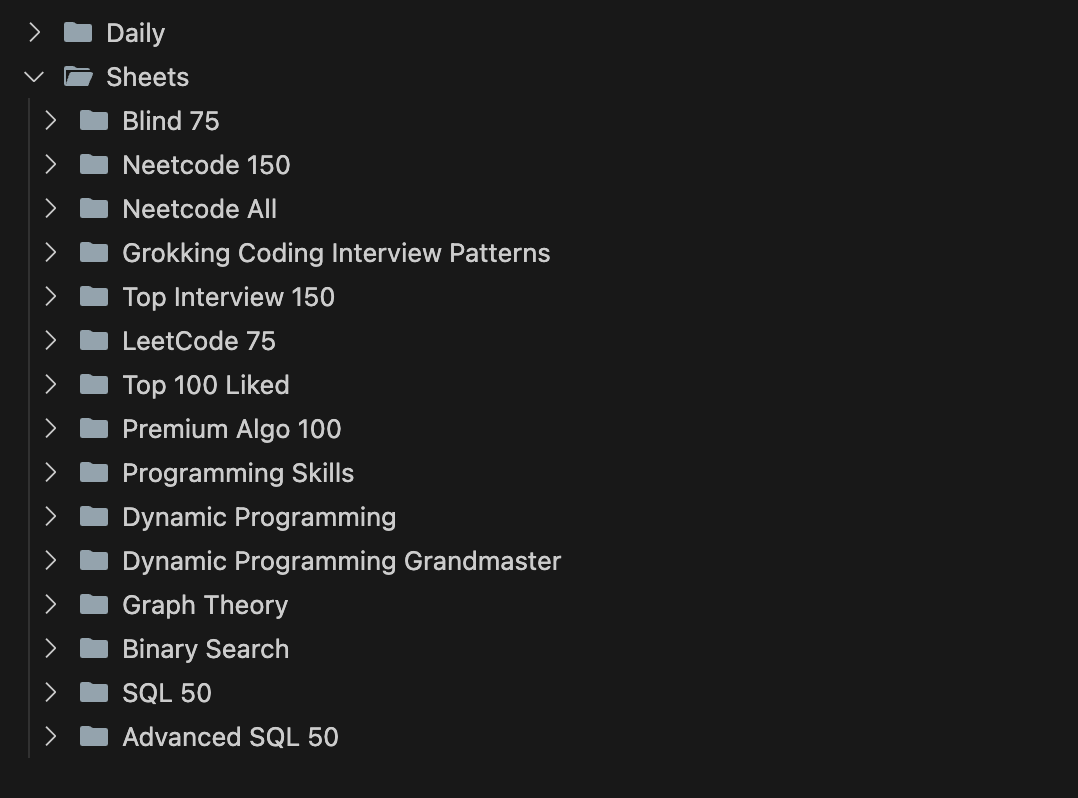 Daily
Sheets
Blind 75
Neetcode 150
Neetcode All
Grokking Coding Interview Patterns
Top Interview 150
LeetCode 75
Top 100 Liked
Premium Algo 100
Programming Skills
Dynamic Programming
Dynamic Programming Grandmaster
Graph Theory
Binary Search
SQL 50
Advanced SQL 50